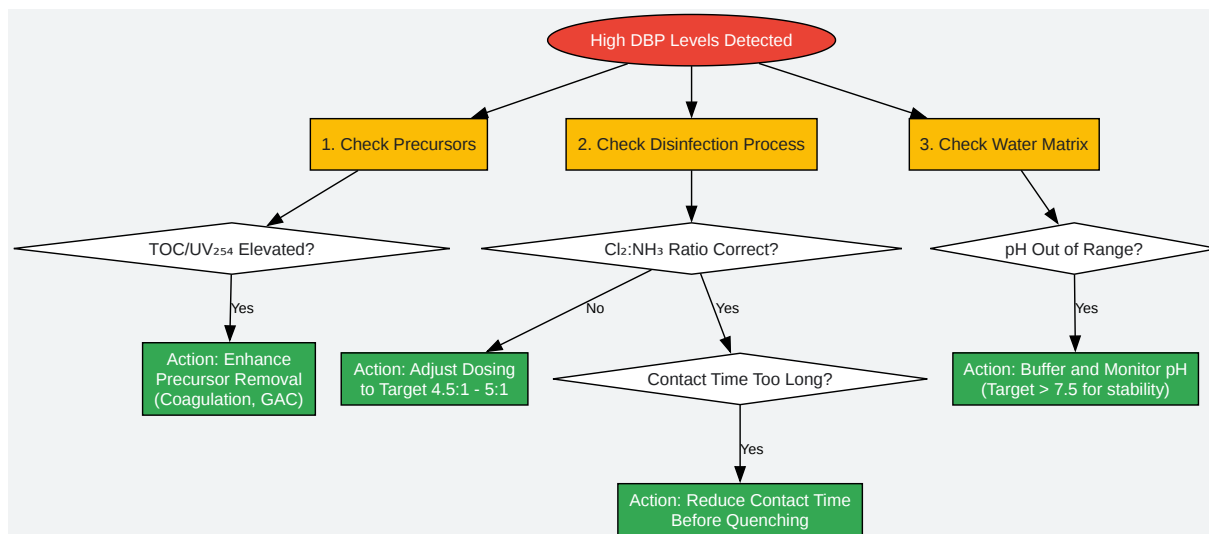 High DBP Levels Detected
1. Check Precursors
2. Check Disinfection Process
3. Check Water Matrix
TOC/UV₂₅₄ Elevated?
Cl₂:NH₃ Ratio Correct?
pH Out of Range?
Yes
No
Yes
Yes
Action: Enhance
Precursor Removal
(Coagulation, GAC)
Action: Adjust Dosing
to Target 4.5:1 - 5:1
Contact Time Too Long?
Action: Buffer and Monitor pH
(Target > 7.5 for stability)
Yes
Action: Reduce Contact Time
Before Quenching